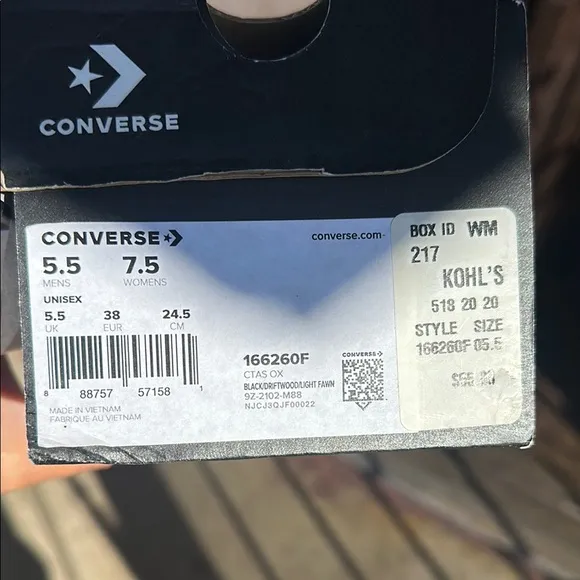 CONVERSE
CONVERSE
converse.com
5.5 7.5
MENS WOMENS
UNISEX
5.5 38 24.5
UK EUR CM
8 88757 57158 1
MADE IN VIETNAM
FABRIQUE AU VIETNAM
166260F
CTAS OX
BLACK/DRIFTWOOD/LIGHT FAWN
9Z-2102-M88
NJCJ3QJF00022
CONVERSE
BOX ID WM
217
KOHL'S
518 20 20
STYLE SIZE
166260F 05.5